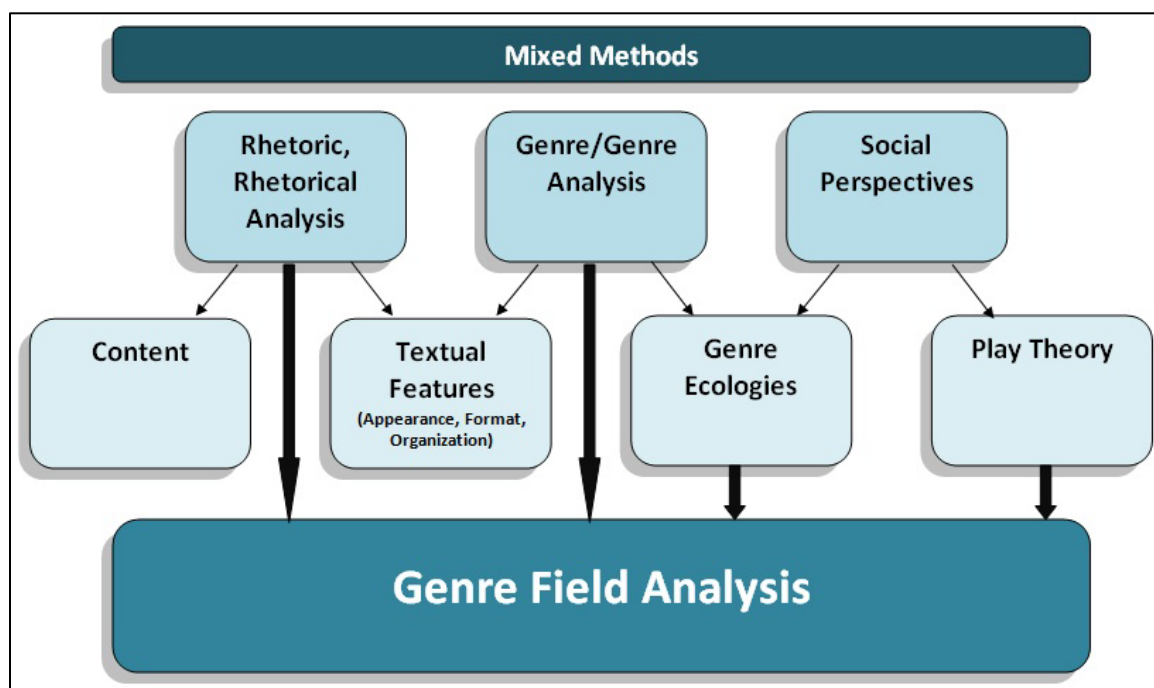 Mixed Methods
Rhetoric,
Rhetorical
Analysis
Genre/Genre
Analysis
Social
Perspectives
Content
Textual
Features
(Appearance, Format,
Organization)
Genre
Ecologies
Play Theory
Genre Field Analysis